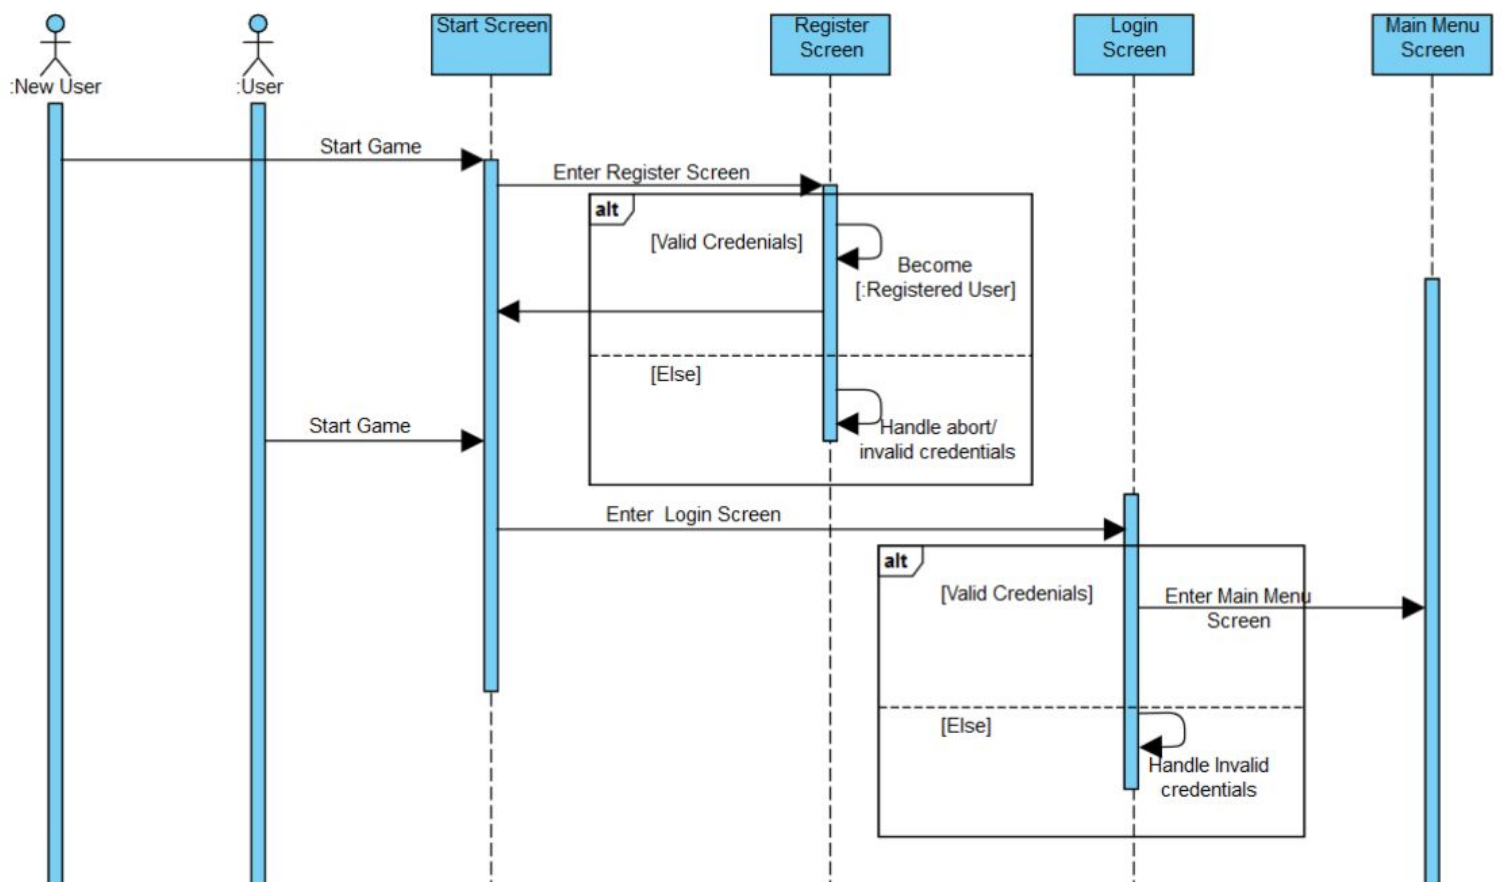 Start Screen
Register
Screen
Login
Screen
Main Menu
Screen
:New User
:User
Start Game
Enter Register Screen
alt
[Valid Credenials]
Become
[:Registered User]
[Else]
Start Game
Handle abort/
invalid credentials
Enter Login Screen
alt
[Valid Credenials]
Enter Main Menu
Screen
[Else]
Handle Invalid
credentials